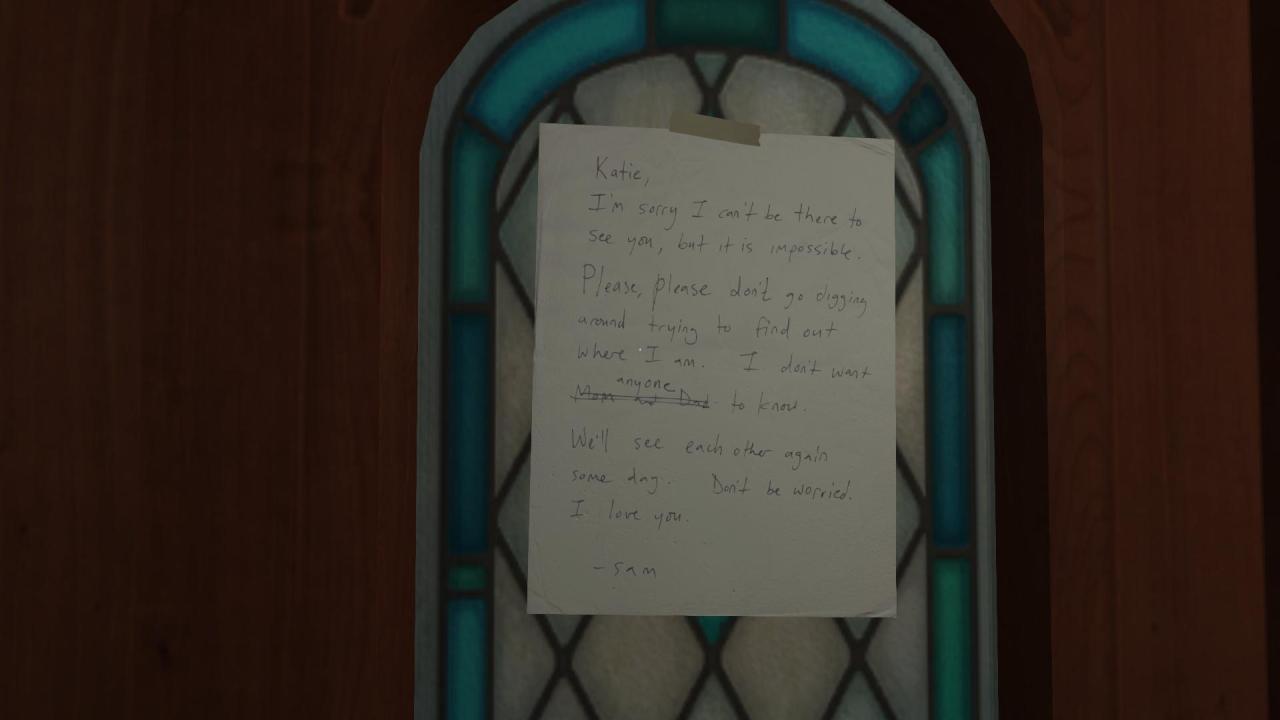 Katie,
I'm sorry I can't be there to
see you, but it is impossible.
Please, please don't go digging
around trying to find out
where I am. I don't want
anyone
Mom and Dad to know.
We'll see each other again
some day. Don't be worried.
I love you.
- Sam